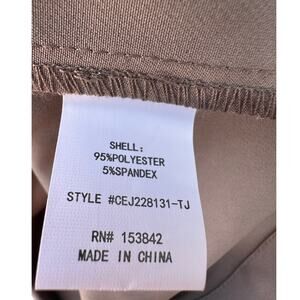 SHELL:
95%POLYESTER
5%SPANDEX
STYLE #CEJ228131-TJ
RN# 153842
MADE IN CHINA